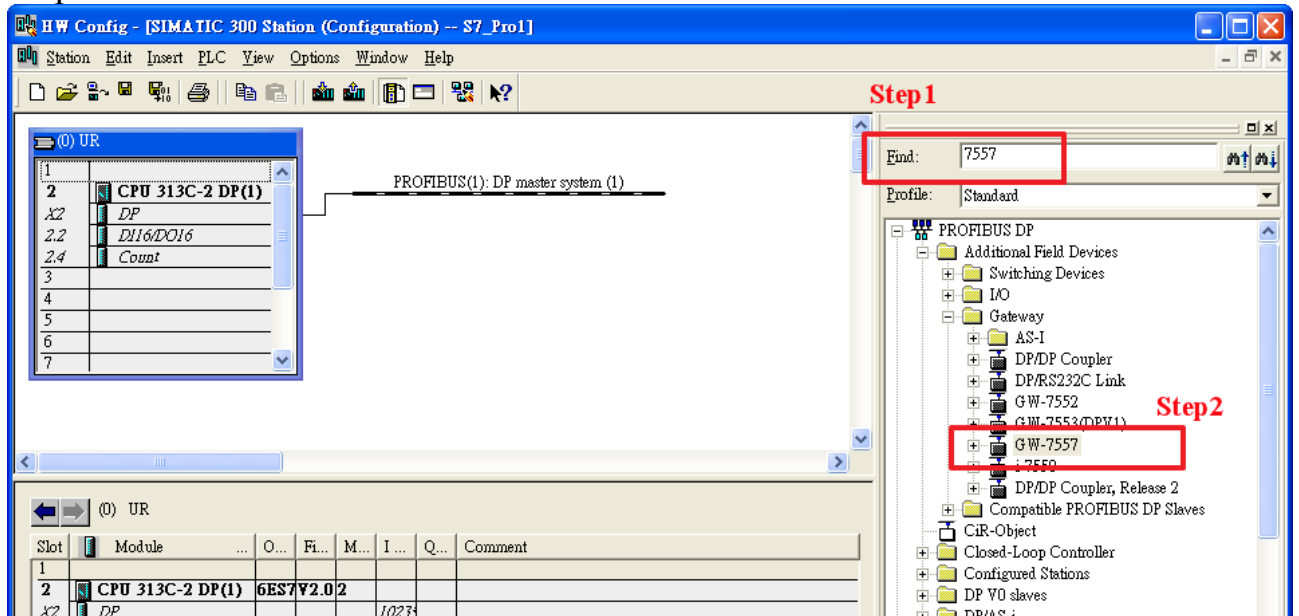 HW Config - [SIMATIC 300 Station (Configuration) -- S7_Pro1]
Station Edit Insert PLC View Options Window Help
Step1
(0) UR
1
2 CPU 313C-2 DP(1)
X2 DP
2.2 DI16/DO16
2.4 Count
3
4
5
6
7
PROFIBUS(1): DP master system (1)
Find: 7557
Profile: Standard
PROFIBUS DP
Additional Field Devices
Switching Devices
I/O
Gateway
AS-I
DP/DP Coupler
DP/RS232C Link
GW-7552
Step2
GW-7553(DPV1)
GW-7557
DP/DP Coupler, Release 2
Compatible PROFIBUS DP Slaves
CiR-Object
Closed-Loop Controller
Configured Stations
DP V0 slaves
DP/AS-i
(0) UR
Slot Module ... O... Fi... M... I ... Q... Comment
1
2 CPU 313C-2 DP(1) 6ES7 V2.0 2
X2 DP